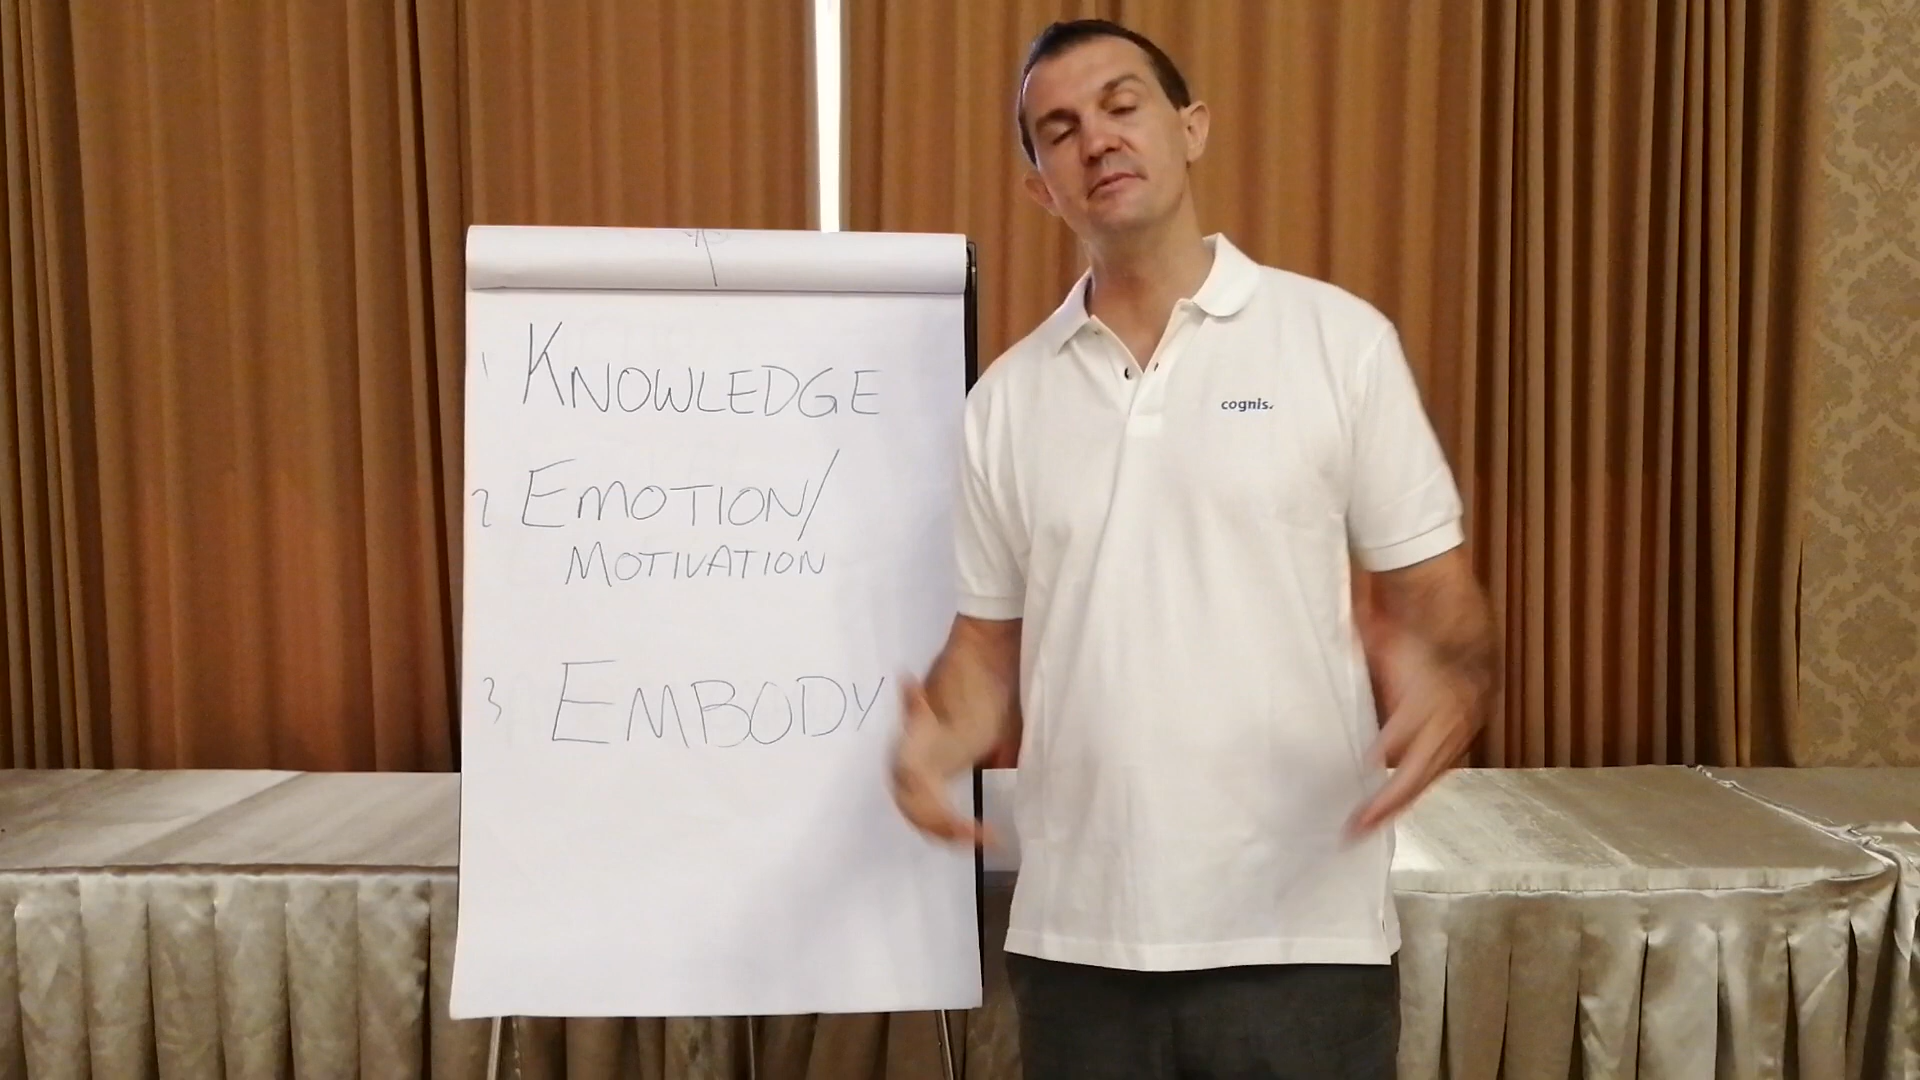 1 KNOWLEDGE
2 EMOTION/
MOTIVATION
3 EMBODY
cognis.